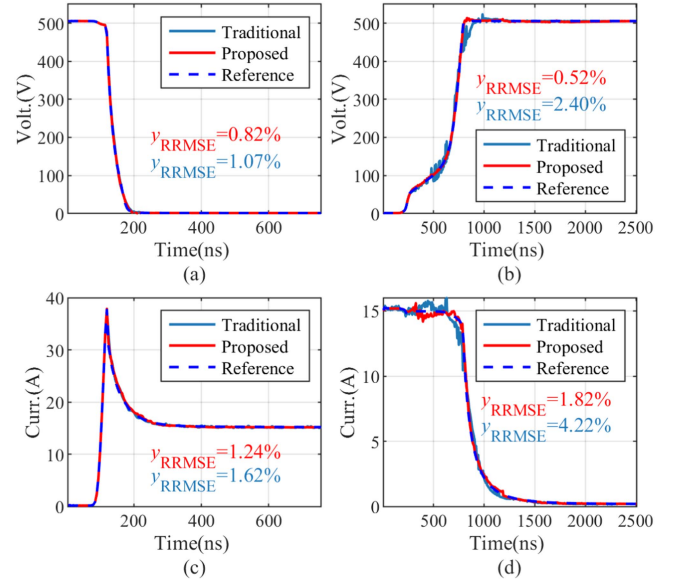 500
400
300
200
100
0
Volt.(V)
Traditional
Proposed
Reference
yRRMSE=0.82%
yRRMSE=1.07%
200
400
600
Time(ns)
(a)
500
400
300
200
100
0
Volt.(V)
yRRMSE=0.52%
yRRMSE=2.40%
Traditional
Proposed
Reference
500
1000
1500
2000
2500
Time(ns)
(b)
40
30
20
10
0
Curr.(A)
Traditional
Proposed
Reference
yRRMSE=1.24%
yRRMSE=1.62%
200
400
600
Time(ns)
(c)
15
10
5
0
Curr.(A)
Traditional
Proposed
Reference
yRRMSE=1.82%
yRRMSE=4.22%
500
1000
1500
2000
2500
Time(ns)
(d)